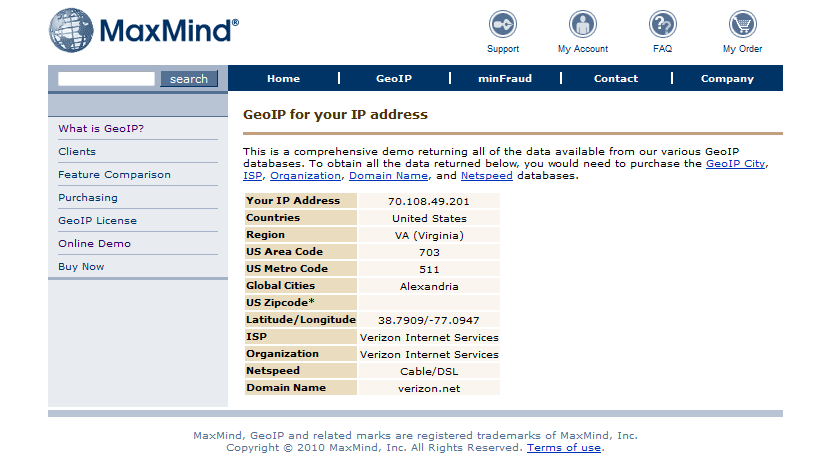 MaxMind®
Support My Account FAQ My Order
search Home GeoIP minFraud Contact Company
What is GeoIP?
Clients
Feature Comparison
Purchasing
GeoIP License
Online Demo
Buy Now
GeoIP for your IP address
This is a comprehensive demo returning all of the data available from our various GeoIP
databases. To obtain all the data returned below, you would need to purchase the GeoIP City,
ISP, Organization, Domain Name, and Netspeed databases.
Your IP Address 70.108.49.201
Countries United States
Region VA (Virginia)
US Area Code 703
US Metro Code 511
Global Cities Alexandria
US Zipcode*
Latitude/Longitude 38.7909/-77.0947
ISP Verizon Internet Services
Organization Verizon Internet Services
Netspeed Cable/DSL
Domain Name verizon.net
MaxMind, GeoIP and related marks are registered trademarks of MaxMind, Inc.
Copyright © 2010 MaxMind, Inc. All Rights Reserved. Terms of use.